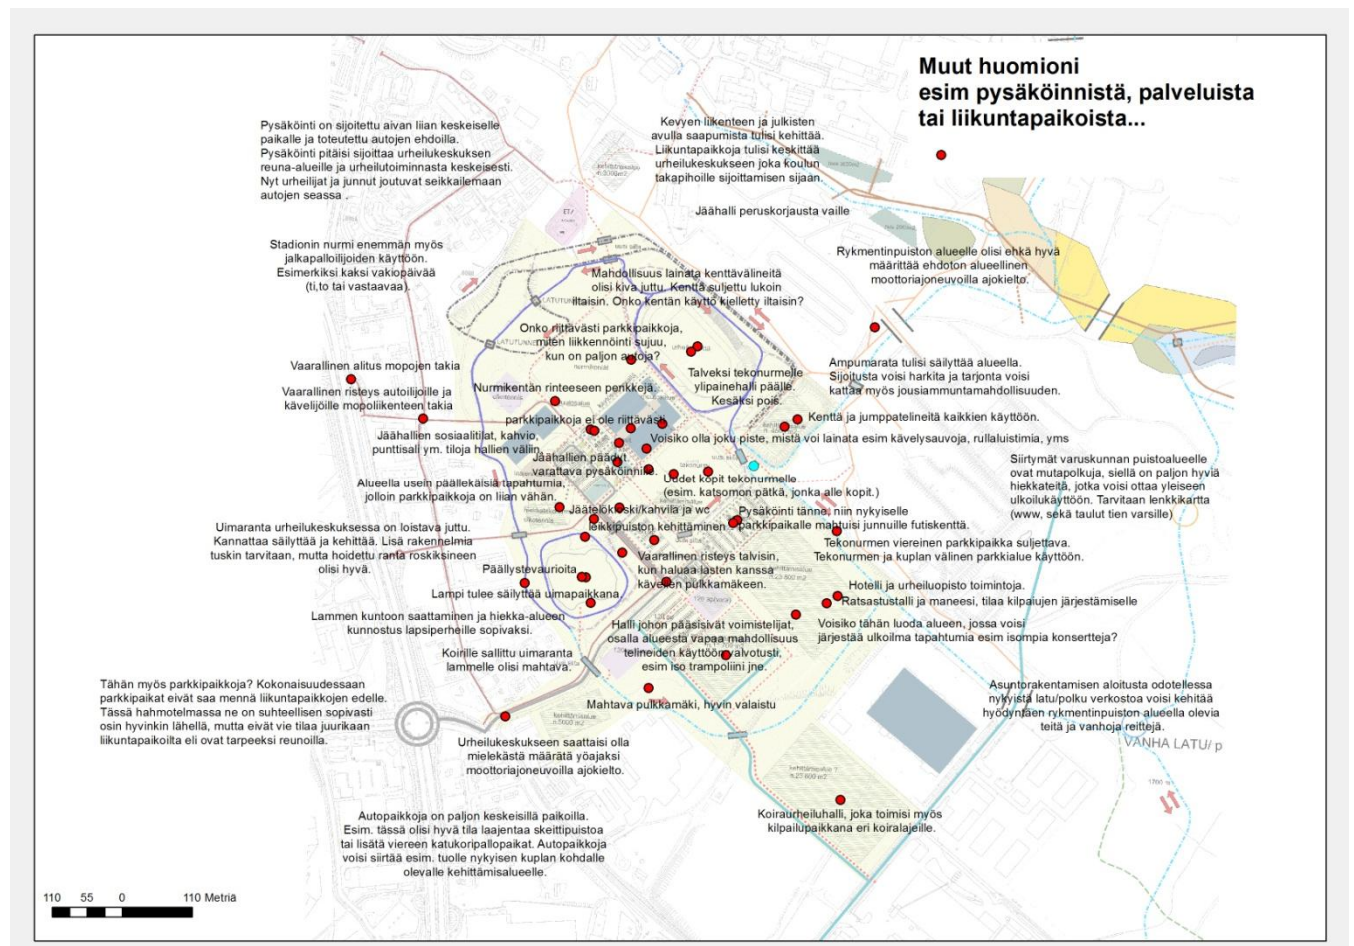 Muut huomioni
esim pysäköinnistä, palveluista
tai liikuntapaikoista...
Pysäköinti on sijoitettu aivan liian keskeiselle
paikalle ja toteutettu autojen ehdoilla.
Pysäköinti pitäisi sijoittaa urheilukeskuksen
reuna-alueille ja urheilutoiminnasta keskeisesti.
Nyt urheilijat ja junnut joutuvat seikkailemaan
autojen seassa .
Kevyen liikenteen ja julkisten
avulla saapumista tulisi kehittää.
Liikuntapaikkoja tulisi keskittää
urheilukeskukseen joka koulun
takapihoille sijoittamisen sijaan.
Jäähalli peruskorjausta vaille
Stadionin nurmi enemmän myös
jalkapalloilijoiden käyttöön.
Esimerkiksi kaksi vakiopäivää
(ti,to tai vastaavaa).
Mahdollisuus lainata kenttävälineitä
olisi kiva juttu. Kenttä suljettu lukoin
iltaisin. Onko kentän käyttö kielletty iltaisin?
Rykmentinpuiston alueelle olisi ehkä hyvä
määrittää ehdoton alueellinen
moottoriajoneuvoilla ajokielto.
Onko riittävästi parkkipaikkoja,
miten liikkennöinti sujuu,
kun on paljon autoja?
Vaarallinen alitus mopojen takia
Vaarallinen risteys autoilijoille ja
kävelijöille mopoliikenteen takia
Nurmikentän rinteeseen penkkejä.
Talveksi tekonurmelle
ylipainehalli päälle.
Kesäksi pois.
Ampumarata tulisi säilyttää alueella.
Sijoitusta voisi harkita ja tarjonta voisi
kattaa myös jousiammuntamahdollisuuden.
parkkipaikkoja ei ole riittävästi
Kenttä ja jumppatelineitä kaikkien käyttöön.
Jäähallien sosiaalitilat, kahvio,
punttisali ym. tiloja hallien väliin.
Voisiko olla joku piste, mistä voi lainata esim kävelysauvoja, rullaluistimia, yms
Jäähallien päädyt
varattava pysäköinnille.
Siirtymät varuskunnan puistoalueelle
ovat mutapolkuja, siellä on paljon hyviä
hiekkateitä, jotka voisi ottaa yleiseen
ulkoilukäyttöön. Tarvitaan lenkkikartta
(www, sekä taulut tien varsille)
Alueella usein päällekäisiä tapahtumia,
jolloin parkkipaikkoja on liian vähän.
Uudet kopit tekonurmelle
(esim. katsomon pätkä, jonka alle kopit.)
Jäätelökioski/kahvila ja wc
Pysäköinti tänne, niin nykyiselle
parkkipaikalle mahtuisi junnuille futiskenttä.
leikkipuiston kehittäminen
Uimaranta urheilukeskuksessa on loistava juttu.
Kannattaa säilyttää ja kehittää. Lisä rakennelmia
tuskin tarvitaan, mutta hoidettu ranta roskiksineen
olisi hyvä.
Tekonurmen viereinen parkkipaika suljettava.
Tekonurmen ja kuplan välinen parkkialue käyttöön.
Vaarallinen risteys talvisin,
kun haluaa lasten kanssa
kävellen pulkkamäkeen.
Päällystevaurioita
Lampi tulee säilyttää uimapaikkana,
Hotelli ja urheiluopisto toimintoja.
Ratsastustalli ja maneesi, tilaa kilpaiujen järjestämiselle
Lammen kuntoon saattaminen ja hiekka-alueen
kunnostus lapsiperheille sopivaksi.
Halli johon pääsisivät voimistelijat,
osalla alueesta vapaa mahdollisuus
telineiden käyttöön valvotusti,
esim iso trampoliini jne.
Voisiko tähän luoda alueen, jossa voisi
järjestää ulkoilma tapahtumia esim isompia konsertteja?
Koirille sallittu uimaranta
lammelle olisi mahtava.
Tähän myös parkkipaikkoja? Kokonaisuudessaan
parkkipaikat eivät saa mennä liikuntapaikkojen edelle.
Tässä hahmotelmassa ne on suhteellisen sopivasti
osin hyvinkin lähellä, mutta eivät vie tilaa juurikaan
liikuntapaikoilta eli ovat tarpeeksi reunoilla.
Mahtava pulkkamäki, hyvin valaistu
Asuntorakentamisen aloitusta odotellessa
nykyistä latu/polku verkostoa voisi kehitää
hyödyntäen rykmentinpuiston alueella olevia
teitä ja vanhoja reittejä.
VANHA LATU/ p
Urheilukeskukseen saattaisi olla
mielekästä määrätä yöajaksi
moottoriajoneuvoilla ajokielto.
Koiraurheiluhalli, joka toimisi myös
kilpailupaikkana eri koiralajeille.
Autopaikkoja on paljon keskeisillä paikoilla.
Esim. tässä olisi hyvä tila laajentaa skeittipuistoa
tai lisätä viereen katukoripallopaikat. Autopaikkoja
voisi siirtää esim. tuolle nykyisen kuplan kohdalle
olevalle kehittämisalueelle.
110 55 0 110 Metriä